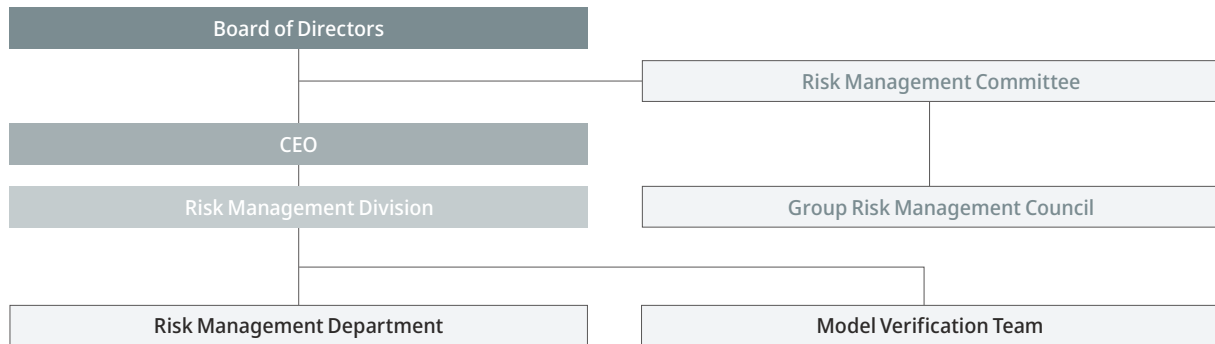 Board of Directors
Risk Management Committee
CEO
Risk Management Division
Group Risk Management Council
Risk Management Department
Model Verification Team